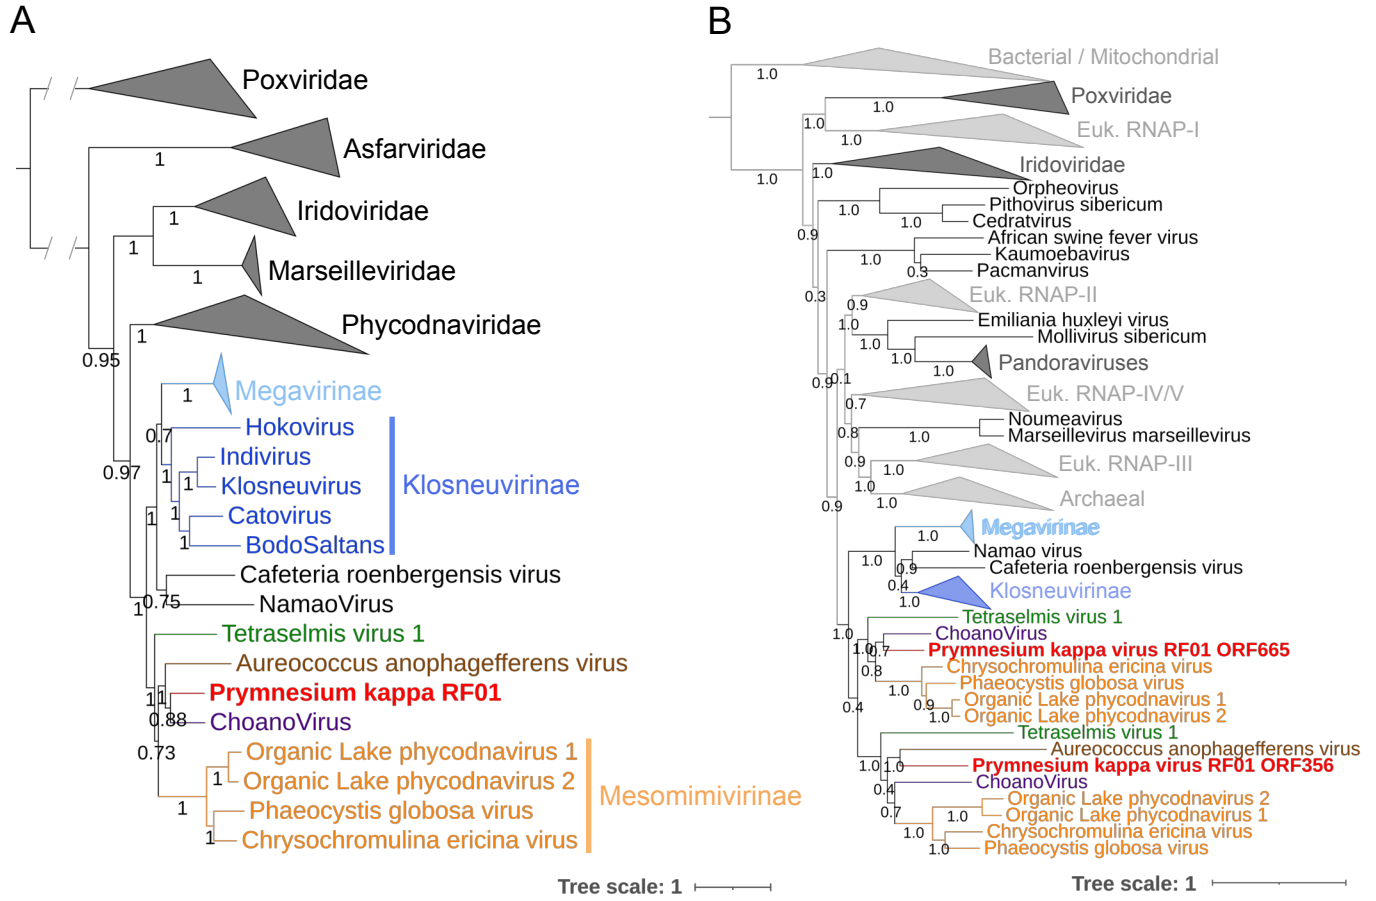 A
Poxviridae
Asfarviridae
1
Iridoviridae
1
1
Marseilleviridae
1
Phycodnaviridae
1
0.95
Megavirinae
1
Hokovirus
0.7
Indivirus
0.97
1
1
Klosneuvirus
Klosneuvirinae
Catovirus
1
1
BodoSaltans
1
Cafeteria roenbergensis virus
0.75
1
NamaoVirus
Tetraselmis virus 1
Aureococcus anophagefferens virus
Prymnesium kappa RF01
1
1
0.88
ChoanoVirus
0.73
Organic Lake phycodnavirus 1
1
Organic Lake phycodnavirus 2
Mesomimivirinae
1
Phaeocystis globosa virus
1
Chrysochromulina ericina virus
Tree scale: 1
B
Bacterial / Mitochondrial
1.0
Poxviridae
1.0
1.0
Euk. RNAP-I
1.0
Iridoviridae
1.0
1.0
Orpheovirus
Pithovirus sibericum
1.0
1.0
Cedratvirus
0.9
African swine fever virus
Kaumoebavirus
1.0
0.3
Pacmanvirus
0.3
Euk. RNAP-II
0.9
Emiliania huxleyi virus
1.0
Mollivirus sibericum
1.0
1.0
Pandoraviruses
1.0
0.9
0.1
Euk. RNAP-IV/V
0.7
Noumeavirus
0.8
1.0
Marseillevirus marseillevirus
0.9
Euk. RNAP-III
1.0
1.0
Archaeal
1.0
0.9
Megavirinae
1.0
Namao virus
1.0
0.9
Cafeteria roenbergensis virus
0.4
Klosneuvirinae
1.0
Tetraselmis virus 1
1.0
ChoanoVirus
1.0
0.7
Prymnesium kappa virus RF01 ORF665
0.8
Chrysochromulina ericina virus
1.0
Phaeocystis globosa virus
0.9
Organic Lake phycodnavirus 1
0.4
1.0
Organic Lake phycodnavirus 2
Tetraselmis virus 1
Aureococcus anophagefferens virus
1.0
1.0
Prymnesium kappa virus RF01 ORF356
0.4
ChoanoVirus
0.7
Organic Lake phycodnavirus 2
1.0
Organic Lake phycodnavirus 1
1.0
Chrysochromulina ericina virus
1.0
Phaeocystis globosa virus
Tree scale: 1